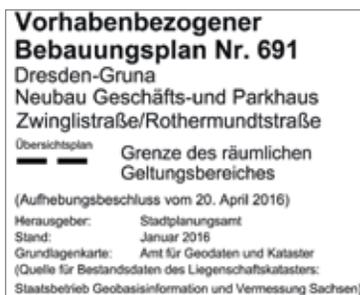 Vorhabenbezogener
Bebauungsplan Nr. 691
Dresden-Gruna
Neubau Geschäfts-und Parkhaus
Zwinglistraße/Rothermundtstraße
Übersichtsplan
Grenze des räumlichen
Geltungsbereiches
(Aufhebungsbeschluss vom 20. April 2016)
Herausgeber: Stadtplanungsamt
Stand: Januar 2016
Grundlagenkarte: Amt für Geodaten und Kataster
(Quelle für Bestandsdaten des Liegenschaftskatasters:
Staatsbetrieb Geobasisinformation und Vermessung Sachsen)